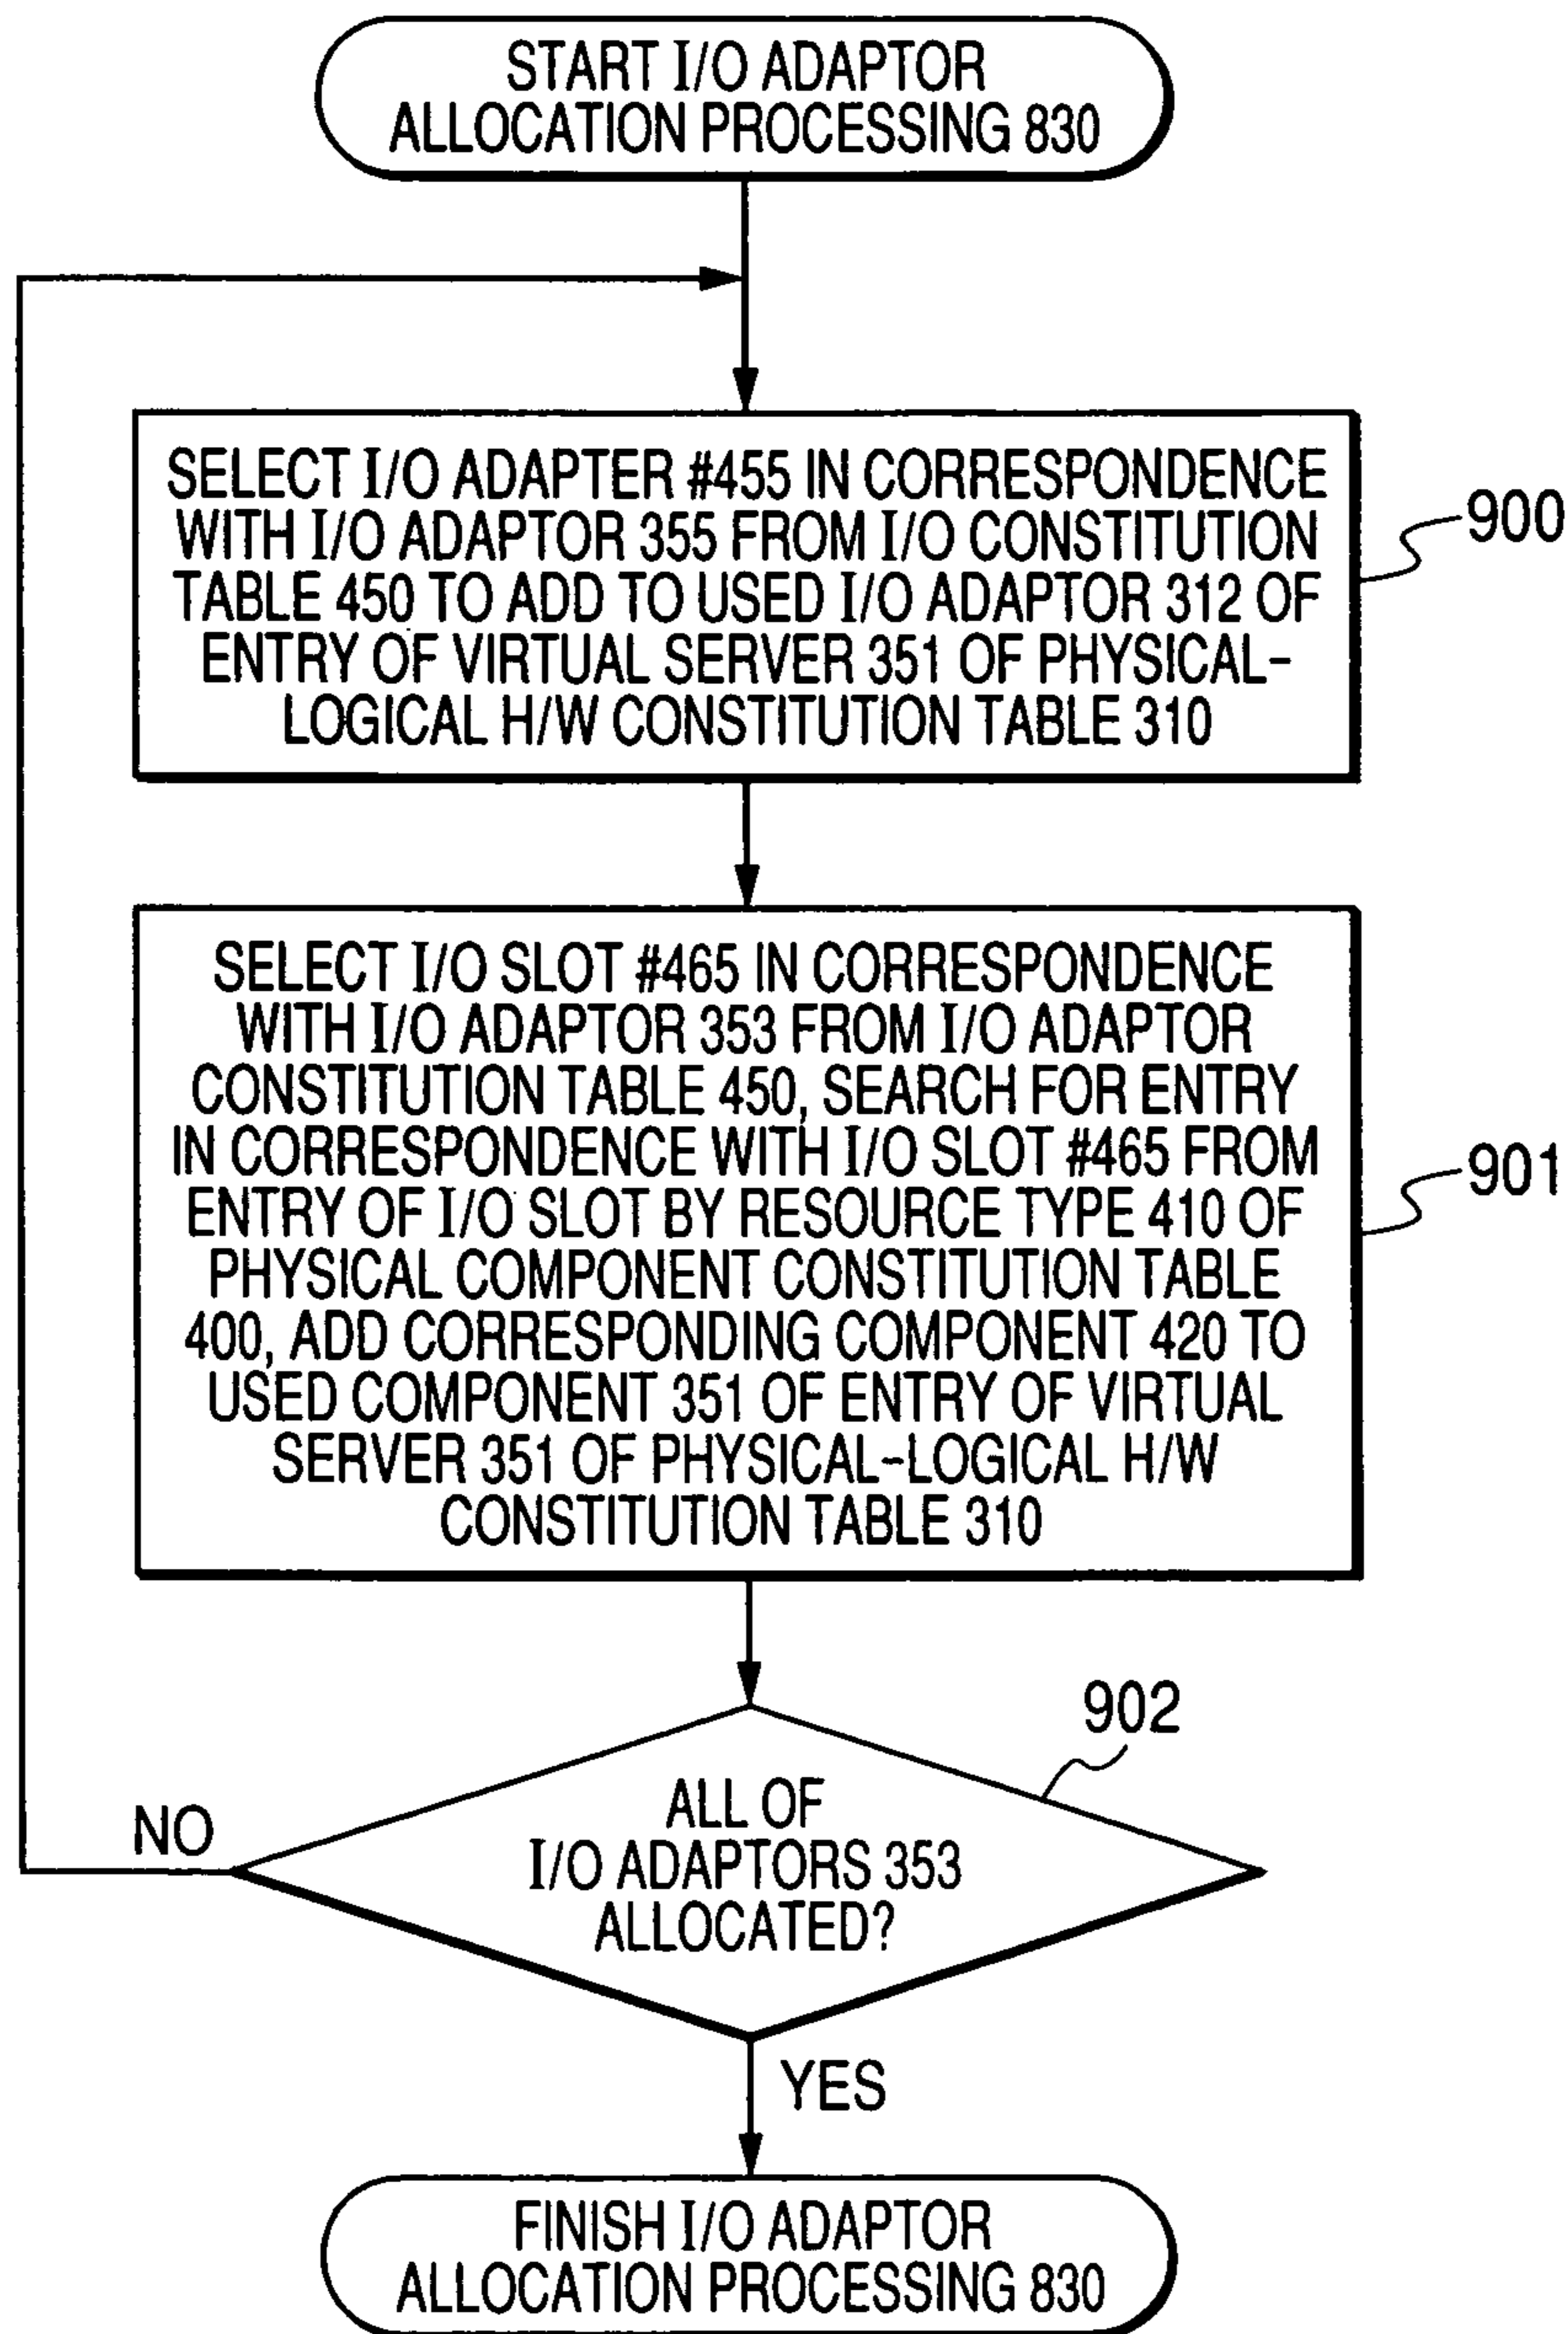 START I/O ADAPTOR
ALLOCATION PROCESSING 830
SELECT I/O ADAPTER #455 IN CORRESPONDENCE
WITH I/O ADAPTOR 355 FROM I/O CONSTITUTION
TABLE 450 TO ADD TO USED I/O ADAPTOR 312 OF
ENTRY OF VIRTUAL SERVER 351 OF PHYSICAL-
LOGICAL H/W CONSTITUTION TABLE 310
900
SELECT I/O SLOT #465 IN CORRESPONDENCE
WITH I/O ADAPTOR 353 FROM I/O ADAPTOR
CONSTITUTION TABLE 450, SEARCH FOR ENTRY
IN CORRESPONDENCE WITH I/O SLOT #465 FROM
ENTRY OF I/O SLOT BY RESOURCE TYPE 410 OF
PHYSICAL COMPONENT CONSTITUTION TABLE
400, ADD CORRESPONDING COMPONENT 420 TO
USED COMPONENT 351 OF ENTRY OF VIRTUAL
SERVER 351 OF PHYSICAL-LOGICAL H/W
CONSTITUTION TABLE 310
901
902
ALL OF
I/O ADAPTORS 353
ALLOCATED?
NO
YES
FINISH I/O ADAPTOR
ALLOCATION PROCESSING 830